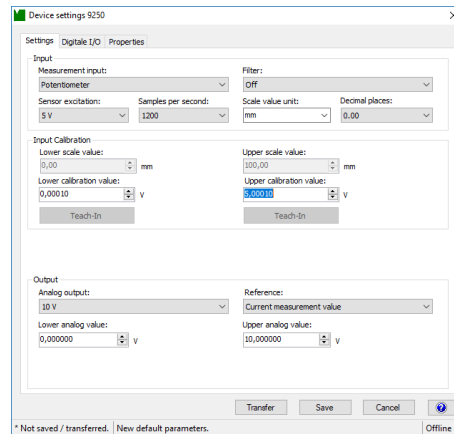 Device settings 9250
Settings Digitale I/O Properties
Input
Measurement input: Filter:
Potentiometer Off
Sensor excitation: Samples per second: Scale value unit: Decimal places:
5 V 1200 mm 0.00
Input Calibration
Lower scale value: Upper scale value:
0,00 mm 100,00 mm
Lower calibration value: Upper calibration value:
0,00010 V 5,00010 V
Teach-In Teach-In
Output
Analog output: Reference:
10 V Current measurement value
Lower analog value: Upper analog value:
0,000000 V 10,000000 V
Transfer Save Cancel ?
* Not saved / transferred. New default parameters. Offline